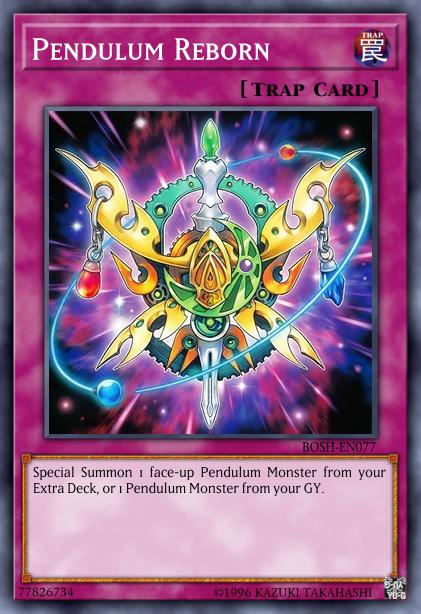 Pendulum Reborn
TRAP
罠
[Trap Card]
BOSH-EN077
Special Summon 1 face-up Pendulum Monster from your
Extra Deck, or 1 Pendulum Monster from your GY.
77826734
©1996 KAZUKI TAKAHASHI